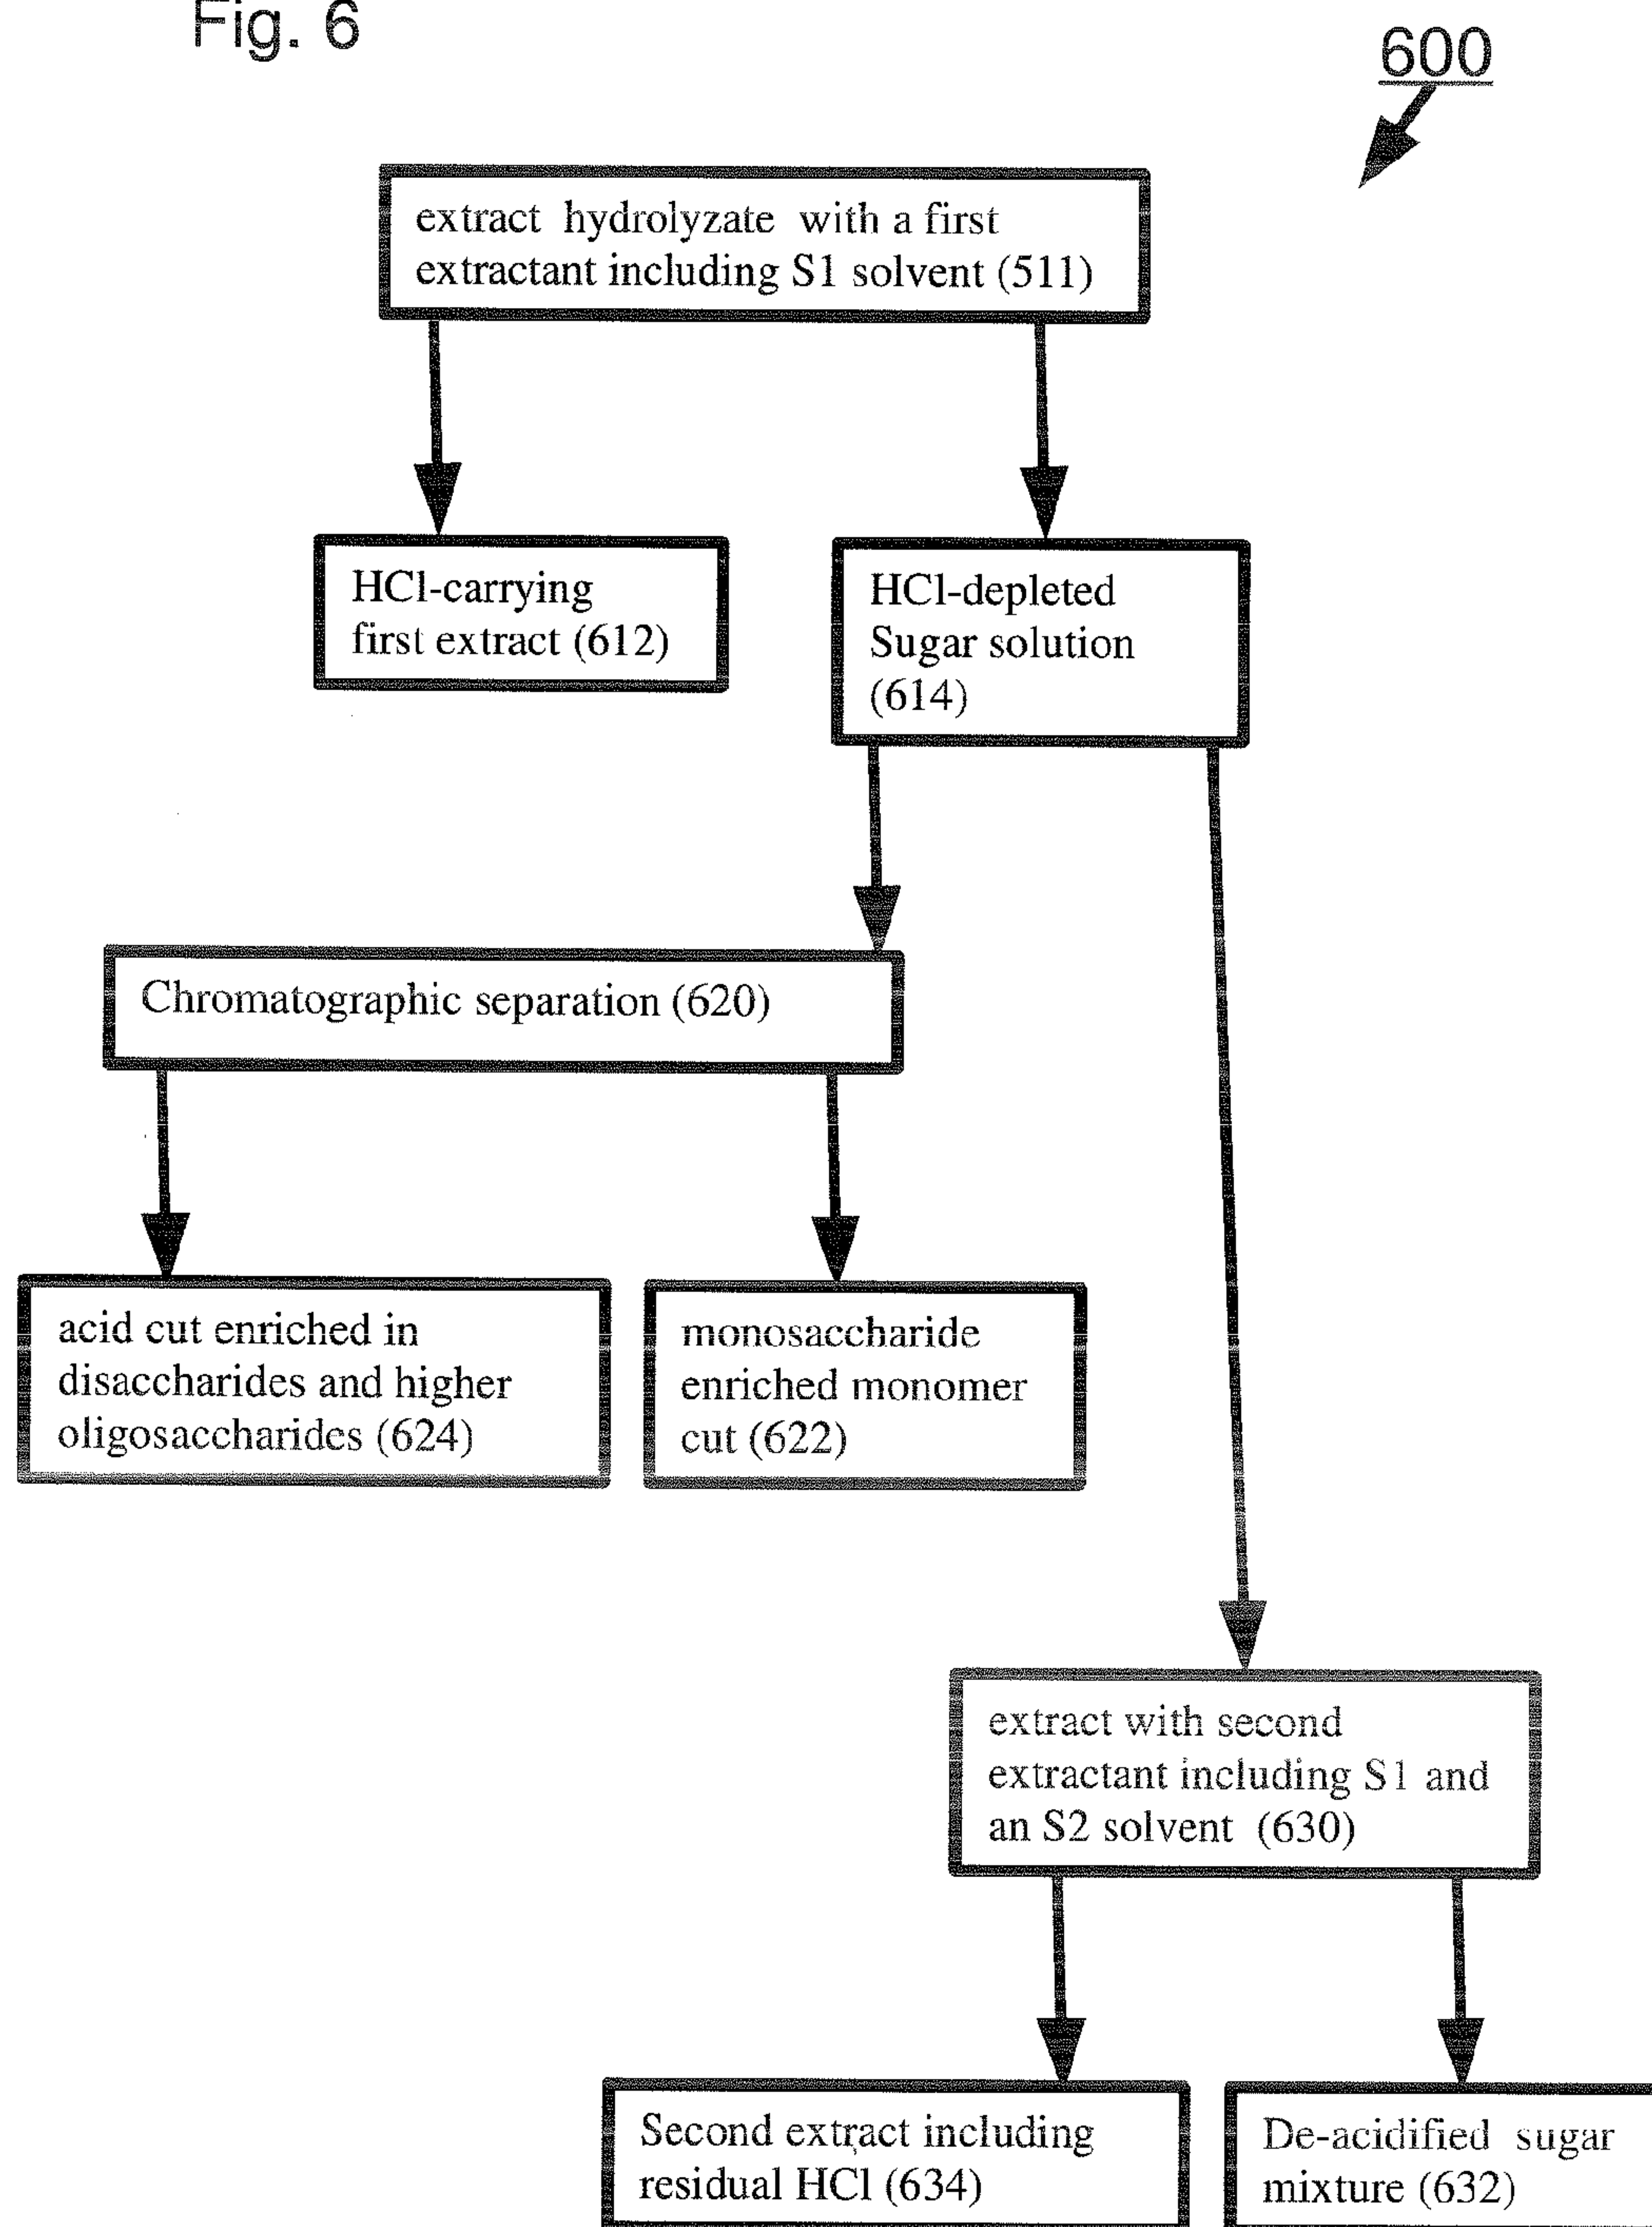 Fig. 6
600
extract hydrolyzate with a first
extractant including S1 solvent (511)
HCl-carrying
first extract (612)
HCl-depleted
Sugar solution
(614)
Chromatographic separation (620)
acid cut enriched in
disaccharides and higher
oligosaccharides (624)
monosaccharide
enriched monomer
cut (622)
extract with second
extractant including S1 and
an S2 solvent (630)
Second extract including
residual HCl (634)
De-acidified sugar
mixture (632)